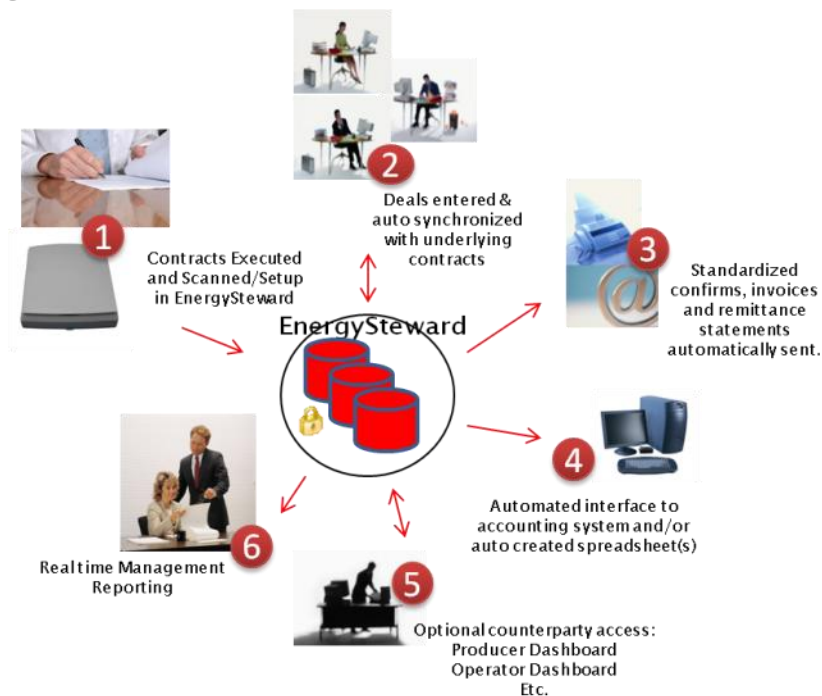 1
Contracts Executed
and Scanned/Setup
in EnergySteward
2
Deals entered &
auto synchronized
with underlying
contracts
3
Standardized
confirms, invoices
and remittance
statements
automatically sent.
EnergySteward
4
Automated interface to
accounting system and/or
auto created spreadsheet(s)
5
Optional counterparty access:
Producer Dashboard
Operator Dashboard
Etc.
6
Real time Management
Reporting
@